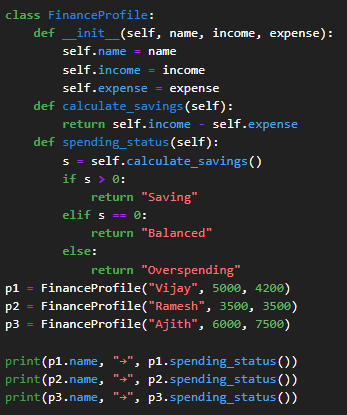 class FinanceProfile:
    def __init__(self, name, income, expense):
        self.name = name
        self.income = income
        self.expense = expense
    def calculate_savings(self):
        return self.income - self.expense
    def spending_status(self):
        s = self.calculate_savings()
        if s > 0:
            return "Saving"
        elif s == 0:
            return "Balanced"
        else:
            return "Overspending"
p1 = FinanceProfile("Vijay", 5000, 4200)
p2 = FinanceProfile("Ramesh", 3500, 3500)
p3 = FinanceProfile("Ajith", 6000, 7500)

print(p1.name, "→", p1.spending_status())
print(p2.name, "→", p2.spending_status())
print(p3.name, "→", p3.spending_status())